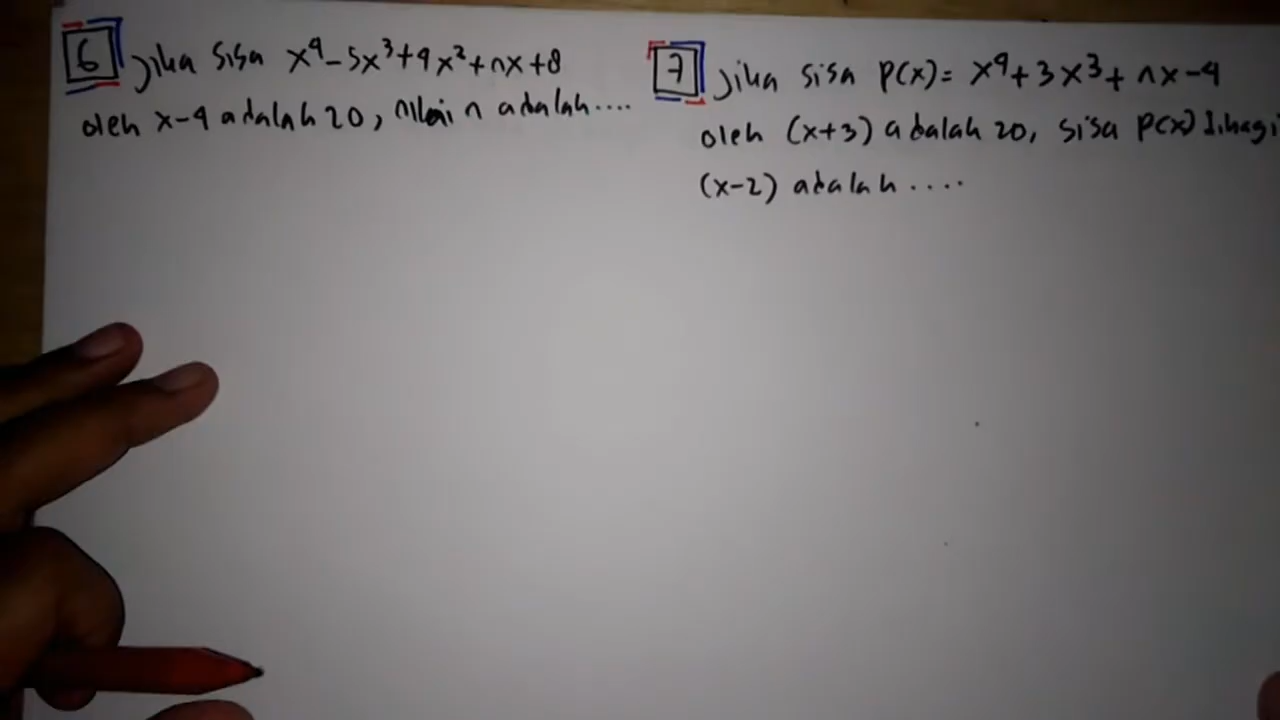 6 Jika sisa x⁴-5x³+4x²+nx+8
oleh x-4 adalah 20, nilai n adalah....
7 Jika sisa P(x)= x⁴+3x³+nx-4
oleh (x+3) adalah 20, sisa P(x) dibagi
(x-2) adalah ....